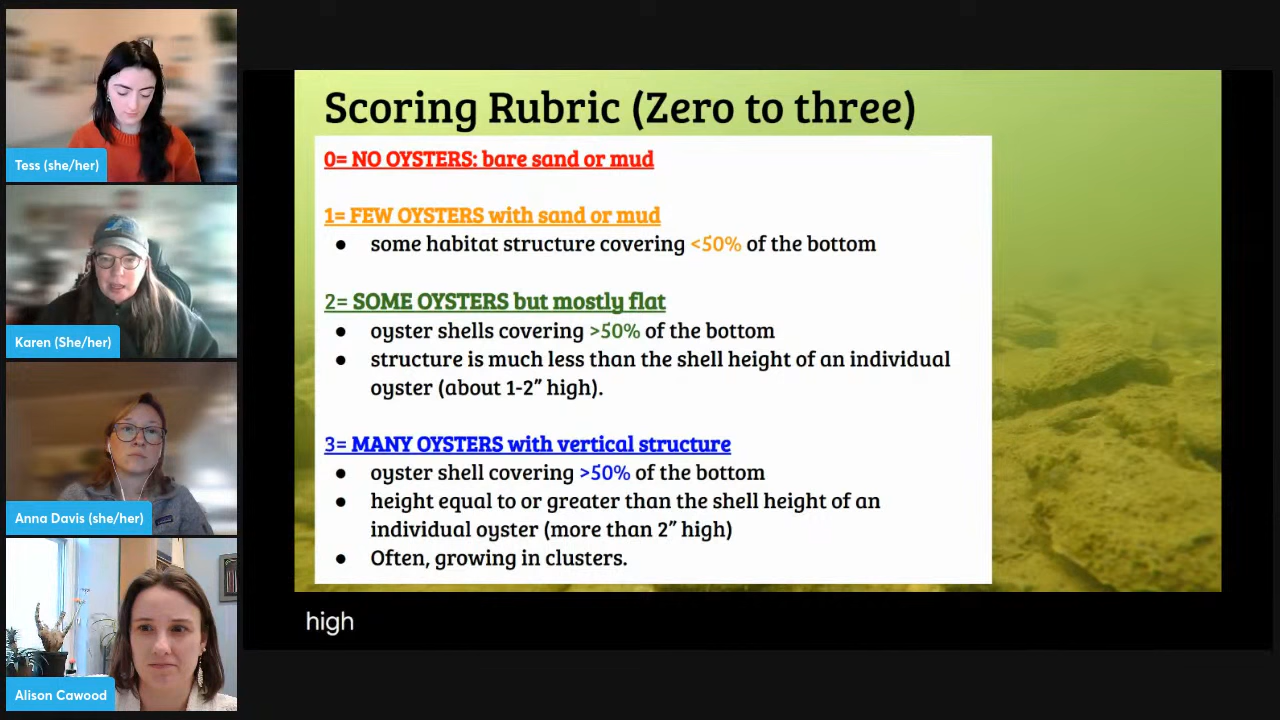 Tess (she/her)
Karen (She/her)
Anna Davis (she/her)
Alison Cawood
Scoring Rubric (Zero to three)
0= NO OYSTERS: bare sand or mud
1= FEW OYSTERS with sand or mud
● some habitat structure covering <50% of the bottom
2= SOME OYSTERS but mostly flat
● oyster shells covering >50% of the bottom
● structure is much less than the shell height of an individual
oyster (about 1-2” high).
3= MANY OYSTERS with vertical structure
● oyster shell covering >50% of the bottom
● height equal to or greater than the shell height of an
individual oyster (more than 2” high)
● Often, growing in clusters.
high